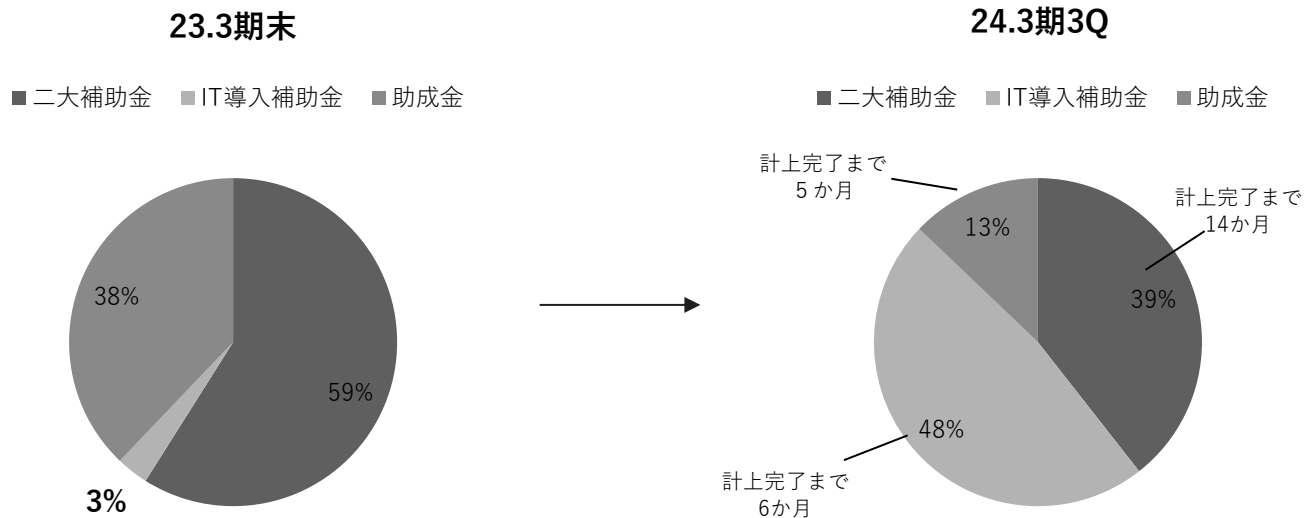 23.3期末
二大補助金 IT導入補助金 助成金
38%
59%
3%
24.3期3Q
二大補助金 IT導入補助金 助成金
計上完了まで
５か月
計上完了まで
14か月
13%
39%
48%
計上完了まで
6か月